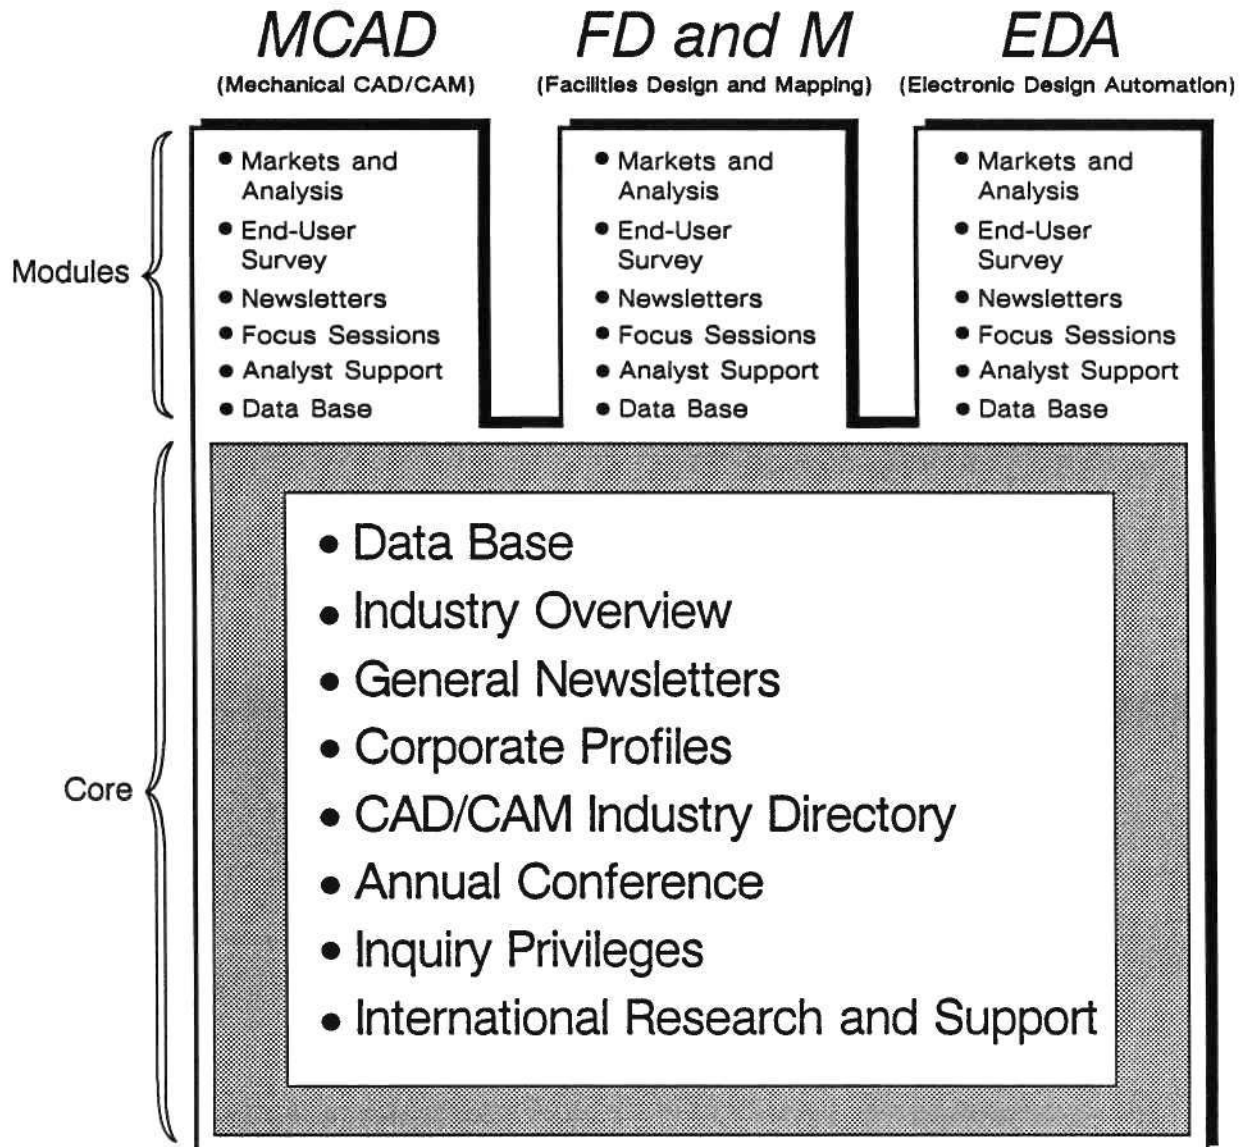 MCAD
(Mechanical CAD/CAM)
FD and M
(Facilities Design and Mapping)
EDA
(Electronic Design Automation)
Modules
• Markets and
Analysis
• End-User
Survey
• Newsletters
• Focus Sessions
• Analyst Support
• Data Base
• Markets and
Analysis
• End-User
Survey
• Newsletters
• Focus Sessions
• Analyst Support
• Data Base
• Markets and
Analysis
• End-User
Survey
• Newsletters
• Focus Sessions
• Analyst Support
• Data Base
Core
• Data Base
• Industry Overview
• General Newsletters
• Corporate Profiles
• CAD/CAM Industry Directory
• Annual Conference
• Inquiry Privileges
• International Research and Support